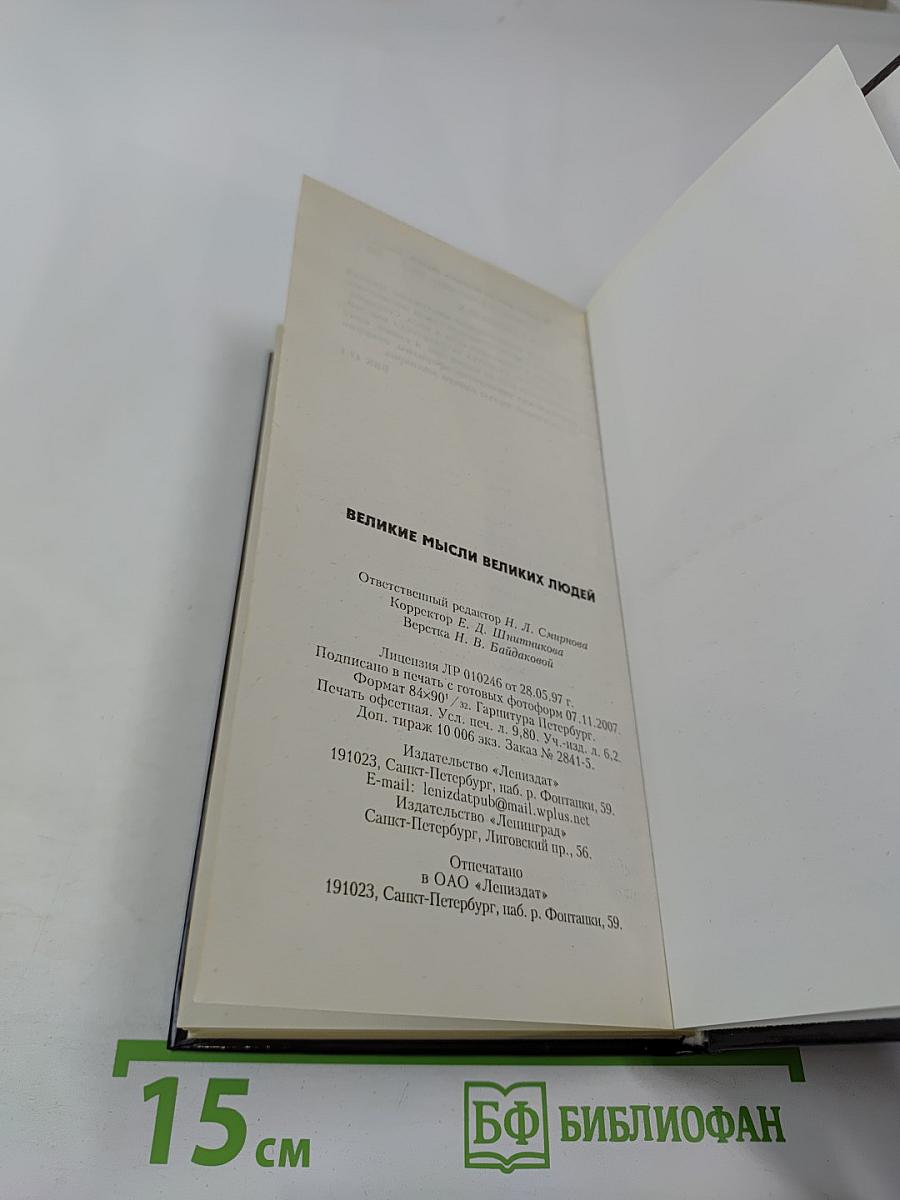 ВЕЛИКИЕ МЫСЛИ ВЕЛИКИХ ЛЮДЕЙ
Ответственный редактор Н. Л. Смирнова
Корректор Е. Д. Шнитникова
Верстка Н. В. Байдаковой
Лицензия ЛР 010246 от 28.05.97 г.
Подписано в печать с готовых фотоформ 07.11.2007.
Формат 84×90¹/₃₂. Гарнитура Петербург.
Печать офсетная. Усл. печ. л. 9,80. Уч.-изд. л. 6,2.
Доп. тираж 10 006 экз. Заказ № 2841-5.
Издательство «Лениздат»
191023, Санкт-Петербург, наб. р. Фонтанки, 59.
E-mail: lenizdatpub@mail.wplus.net
Издательство «Ленинград»
Санкт-Петербург, Лиговский пр., 56.
Отпечатано
в ОАО «Лениздат»
191023, Санкт-Петербург, наб. р. Фонтанки, 59.
15 см
БФ БИБЛИОФАН